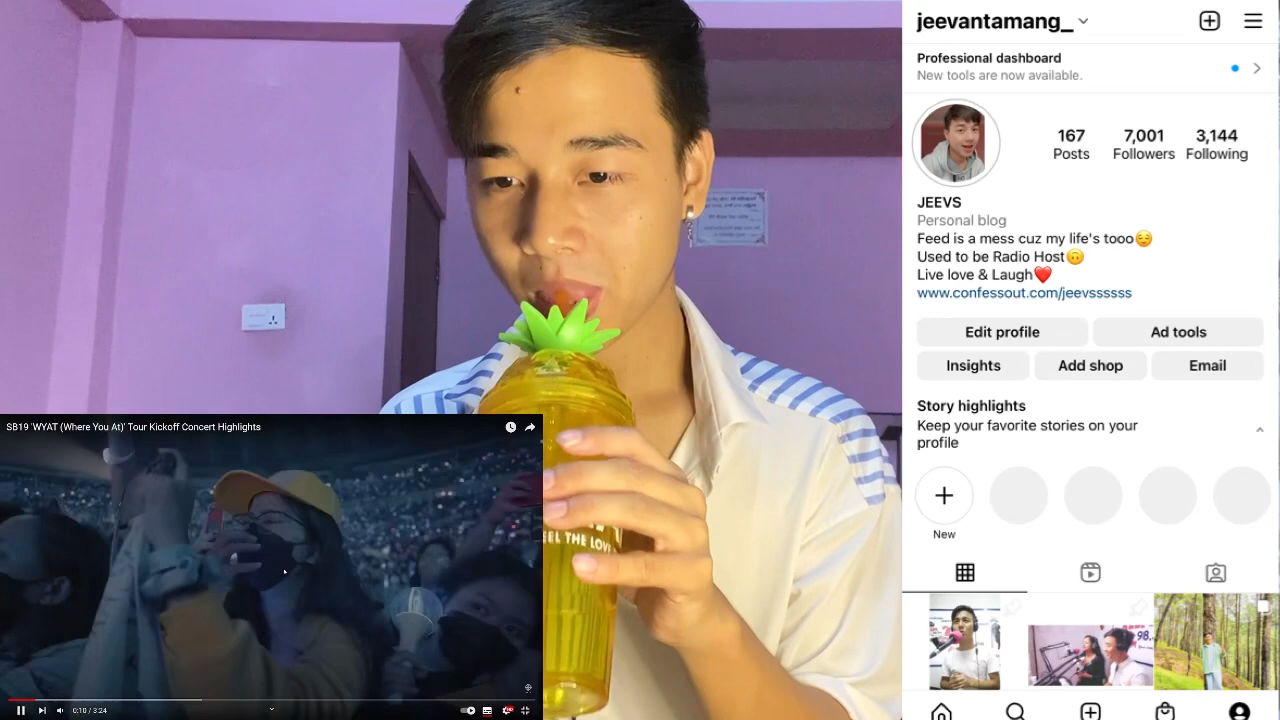 jeevantamang_
Professional dashboard
New tools are now available.
167
Posts
7,001
Followers
3,144
Following
JEEVS
Personal blog
Feed is a mess cuz my life's tooo😌
Used to be Radio Host🙃
Live love & Laugh❤️
www.confessout.com/jeevssssss
Edit profile
Ad tools
Insights
Add shop
Email
Story highlights
Keep your favorite stories on your
profile
New
98.
SB19 'WYAT (Where You At)' Tour Kickoff Concert Highlights
0:10 / 3:24
EEL THE LOV